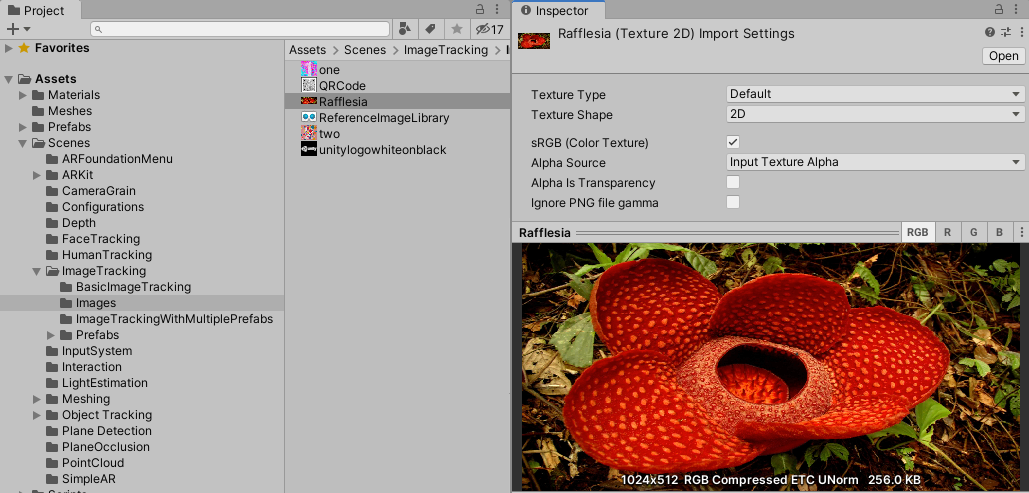 Project
17
Favorites
Assets
Materials
Meshes
Prefabs
Scenes
ARFoundationMenu
ARKit
CameraGrain
Configurations
Depth
FaceTracking
HumanTracking
ImageTracking
BasicImageTracking
Images
ImageTrackingWithMultiplePrefabs
Prefabs
InputSystem
Interaction
LightEstimation
Meshing
Object Tracking
Plane Detection
PlaneOcclusion
PointCloud
SimpleAR
Assets > Scenes > ImageTracking >
one
QRCode
Rafflesia
ReferenceImageLibrary
two
unitylogowhiteonblack
Inspector
Rafflesia (Texture 2D) Import Settings
Open
Texture Type Default
Texture Shape 2D
sRGB (Color Texture)
Alpha Source Input Texture Alpha
Alpha Is Transparency
Ignore PNG file gamma
Rafflesia RGB R G B
1024x512 RGB Compressed ETC UNorm 256.0 KB